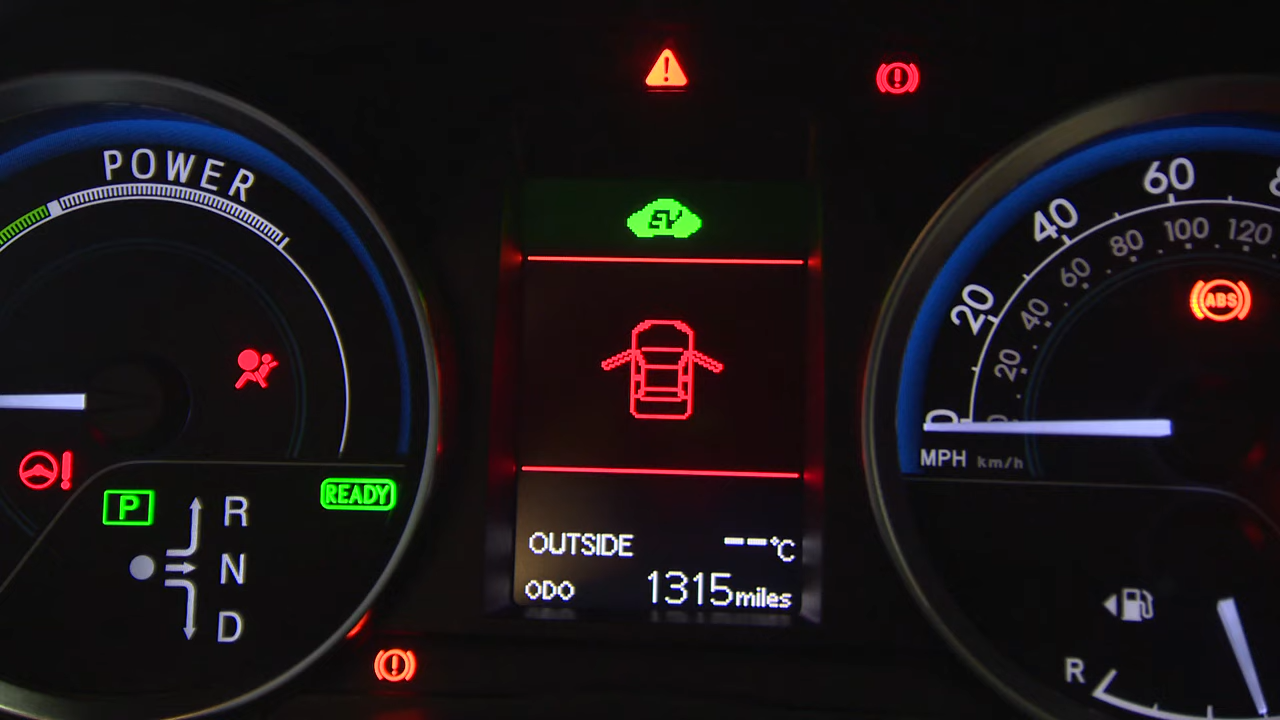 POWER
EV
60
40
80
100
120
20
60
40
20
0
ABS
MPH km/h
P
R
READY
N
D
OUTSIDE --°C
ODO 1315 miles
R